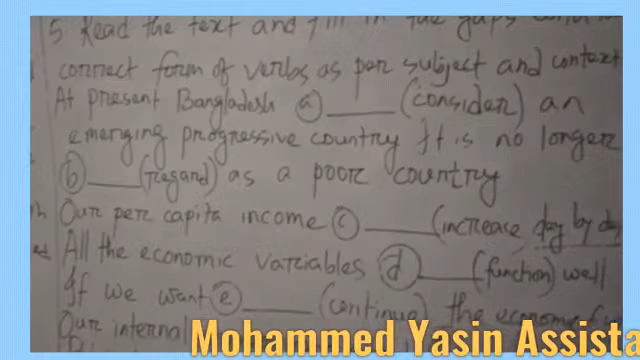 5. Read the text and fill in the gaps
correct form of verbs as per subject and context
At present Bangladesh (a) ____ (consider) an
emerging progressive country. It is no longer
(b) ____ (regard) as a poor country
Our per capita income (c) ____ (increase day by day
All the economic variables (d) ____ (function) well
If we want (e) ____ (continue) the
Our internal
Mohammed Yasin Assista